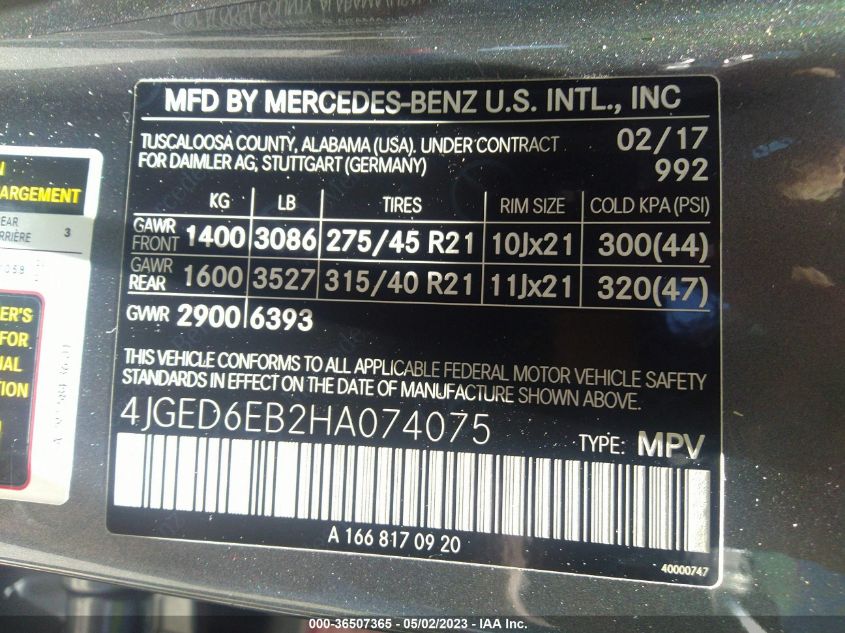 MFD BY MERCEDES-BENZ U.S. INTL., INC
TUSCALOOSA COUNTY, ALABAMA (USA). UNDER CONTRACT 02/17
FOR DAIMLER AG, STUTTGART (GERMANY) 992
KG LB TIRES RIM SIZE COLD KPA (PSI)
GAWR FRONT 1400 3086 275/45 R21 10Jx21 300(44)
GAWR REAR 1600 3527 315/40 R21 11Jx21 320(47)
GVWR 2900 6393
THIS VEHICLE CONFORMS TO ALL APPLICABLE FEDERAL MOTOR VEHICLE SAFETY
STANDARDS IN EFFECT ON THE DATE OF MANUFACTURE SHOWN ABOVE.
4JGED6EB2HA074075
TYPE: MPV
A 166 817 09 20
40000747
ARGEMENT
EAR
RRIÈRE 3
ER'S
FOR
IAL
TION
000-36507365 - 05/02/2023 - IAA Inc.